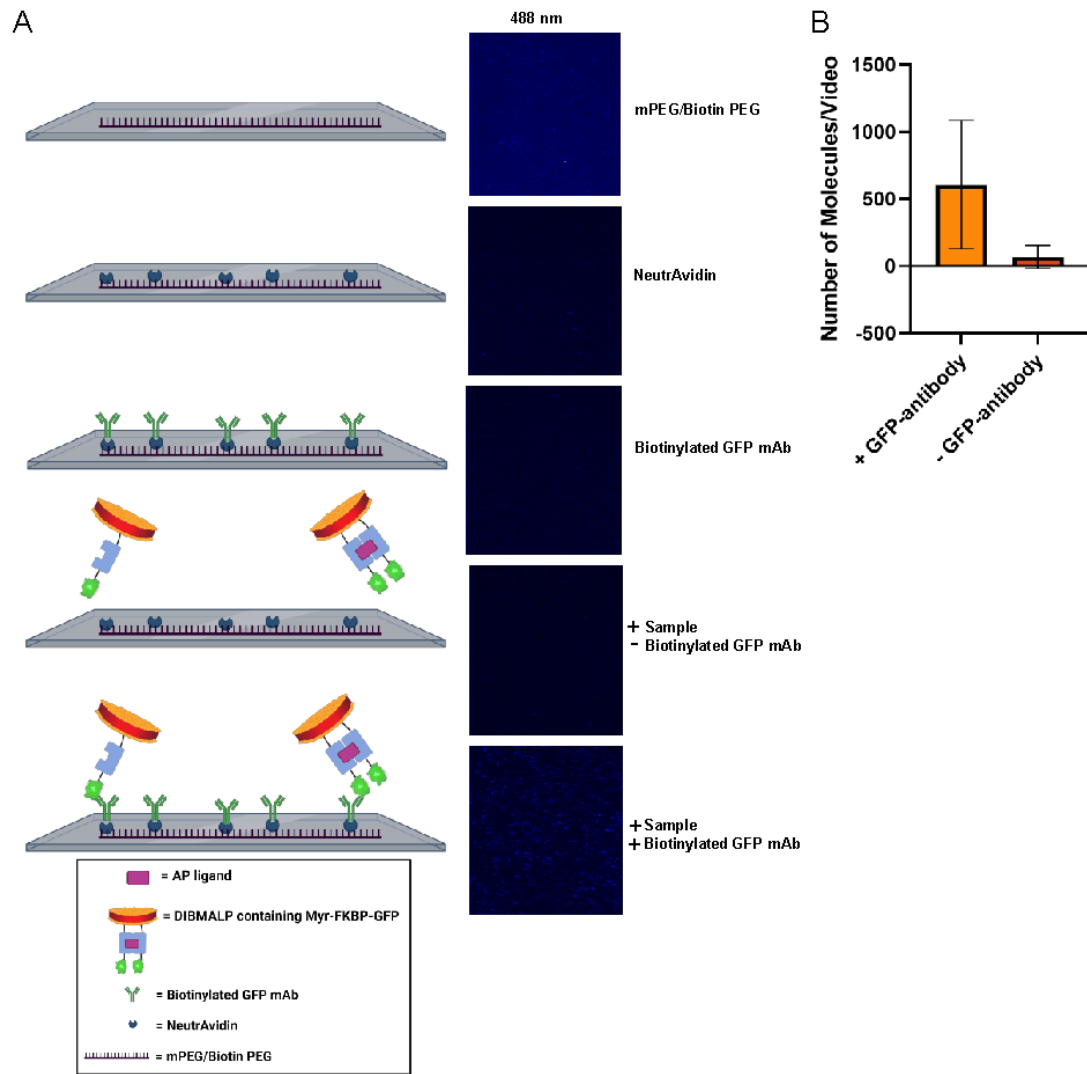 A
488 nm
mPEG/Biotin PEG
NeutrAvidin
Biotinylated GFP mAb
+ Sample
- Biotinylated GFP mAb
+ Sample
+ Biotinylated GFP mAb
= AP ligand
= DIBMALP containing Myr-FKBP-GFP
= Biotinylated GFP mAb
= NeutrAvidin
= mPEG/Biotin PEG
B
Number of Molecules/Video
1500
1000
500
0
-500
+ GFP-antibody
- GFP-antibody